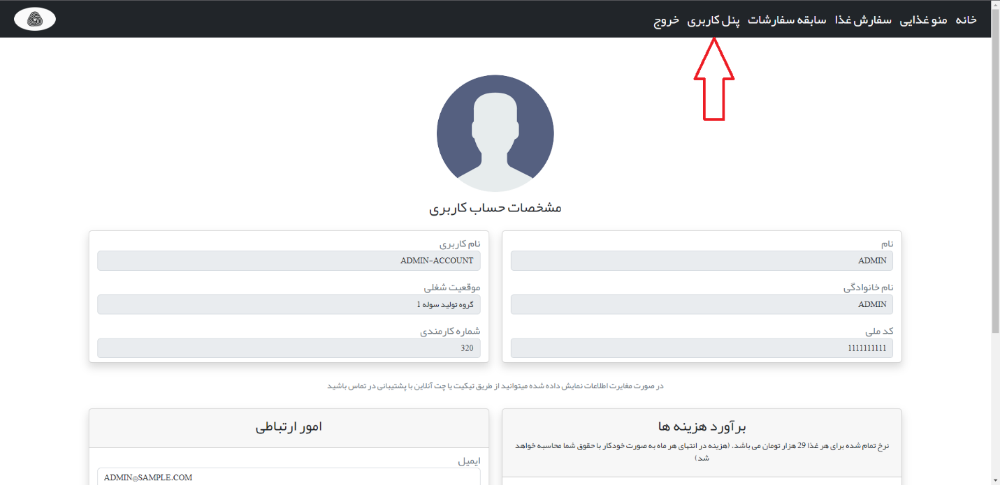 خانه منو غذایی سفارش غذا سابقه سفارشات پنل کاربری خروج
مشخصات حساب کاربری
نام
ADMIN
نام خانوادگی
ADMIN
کد ملی
1111111111
نام کاربری
ADMIN-ACCOUNT
موقعیت شغلی
گروه تولید سوله 1
شماره کارمندی
320
در صورت مغایرت اطلاعات نمایش داده شده میتوانید از طریق تیکیت یا چت آنلاین با پشتیبانی در تماس باشید
برآورد هزینه ها
نرخ تمام شده برای هر غذا 29 هزار تومان می باشد. (هزینه در انتهای هر ماه به صورت خودکار با حقوق شما محاسبه خواهد
شد)
امور ارتباطی
ایمیل
ADMIN@SAMPLE.COM